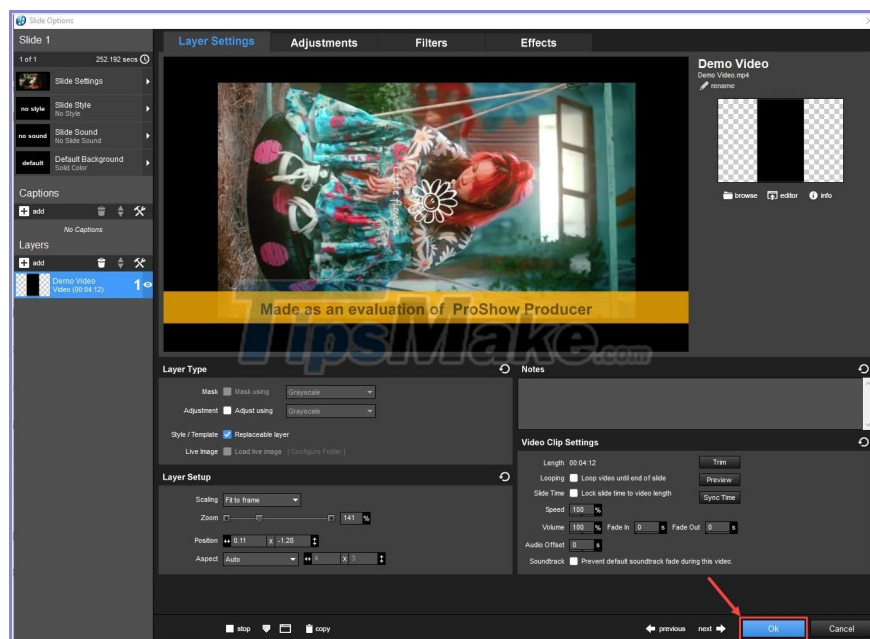 Slide Options
Slide 1
1 of 1 252.192 secs
Slide Settings
no style Slide Style
No Style
no sound Slide Sound
No Slide Sound
default Default Background
Solid Color
Captions
add
No Captions
Layers
add
Demo Video
Video (00:04:12) 1
Layer Settings Adjustments Filters Effects
Made as an evaluation of ProShow Producer
TipsMake.com
Demo Video
Demo Video.mp4
rename
browse editor info
Layer Type
Mask Mask using Grayscale
Adjustment Adjust using Grayscale
Style / Template Replaceable layer
Live Image Load live image [ Configure Folder ]
Layer Setup
Scaling Fit to frame
Zoom 141 %
Position 0.11 x -1.28
Aspect Auto 4 x 3
Notes
Video Clip Settings
Length 00:04:12 Trim
Looping Loop video until end of slide Preview
Slide Time Lock slide time to video length Sync Time
Speed 100 %
Volume 100 % Fade In 0 s Fade Out 0 s
Audio Offset 0 s
Soundtrack Prevent default soundtrack fade during this video.
stop copy previous next Ok Cancel